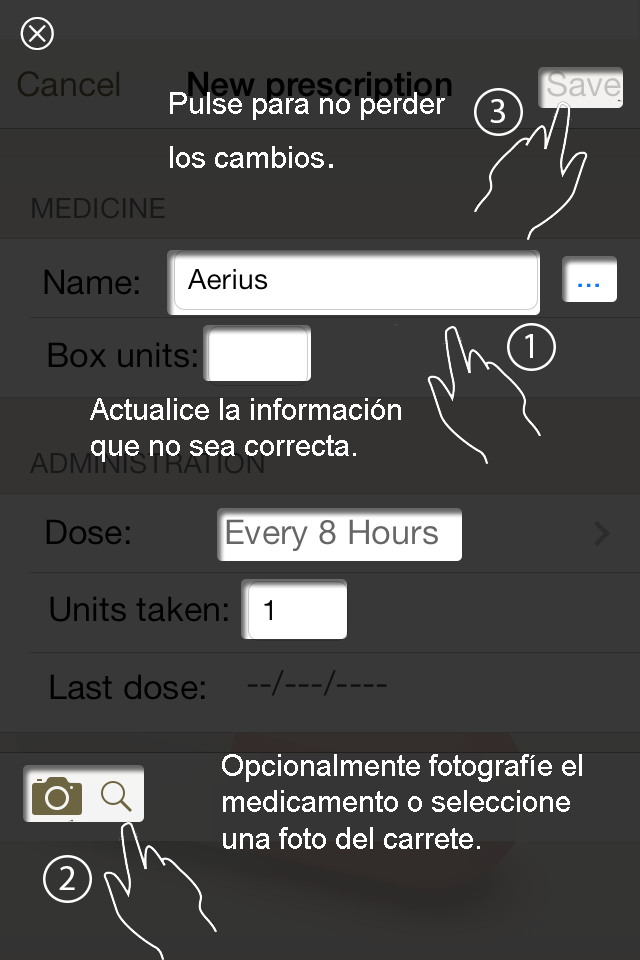 Cancel New prescription Save
Pulse para no perder
3
los cambios.
MEDICINE
Name: Aerius ...
1
Box units:
Actualice la información
que no sea correcta.
ADMINISTRATION
Dose: Every 8 Hours
Units taken: 1
Last dose: --/---/----
Opcionalmente fotografíe el
medicamento o seleccione
una foto del carrete.
2